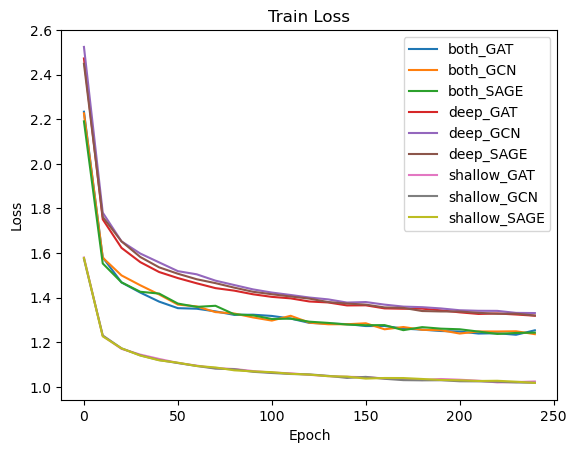 Train Loss
2.6
2.4
2.2
2.0
1.8
1.6
1.4
1.2
1.0
Loss
0
50
100
150
200
250
Epoch
both_GAT
both_GCN
both_SAGE
deep_GAT
deep_GCN
deep_SAGE
shallow_GAT
shallow_GCN
shallow_SAGE